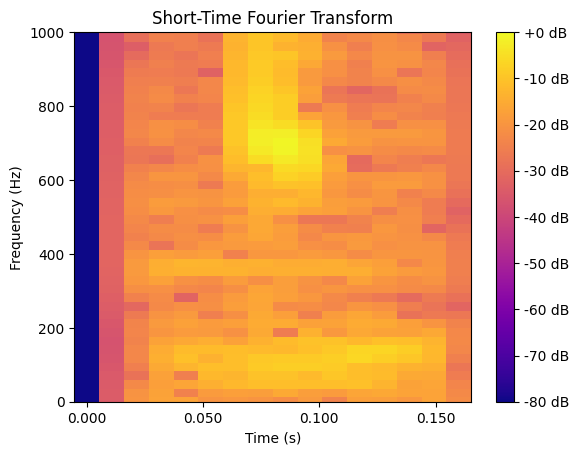 Short-Time Fourier Transform
Frequency (Hz)
1000
800
600
400
200
0
0.000
0.050
0.100
0.150
Time (s)
+0 dB
-10 dB
-20 dB
-30 dB
-40 dB
-50 dB
-60 dB
-70 dB
-80 dB